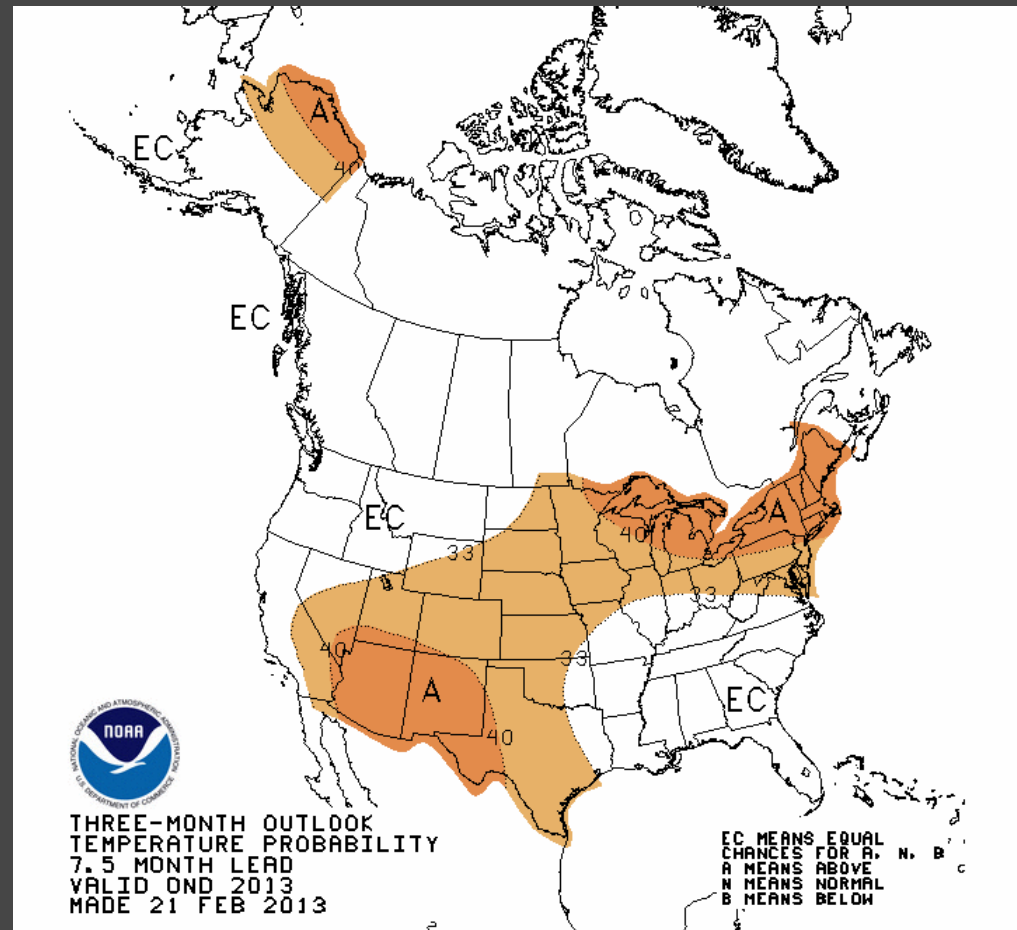 A
40
EC
EC
EC
33
40
A
33
33
40
A
40
EC
NATIONAL OCEANIC AND ATMOSPHERIC ADMINISTRATION
NOAA
U.S. DEPARTMENT OF COMMERCE
THREE-MONTH OUTLOOK
TEMPERATURE PROBABILITY
7.5 MONTH LEAD
VALID OND 2013
MADE 21 FEB 2013
EC MEANS EQUAL
CHANCES FOR A, N, B
A MEANS ABOVE
N MEANS NORMAL
B MEANS BELOW